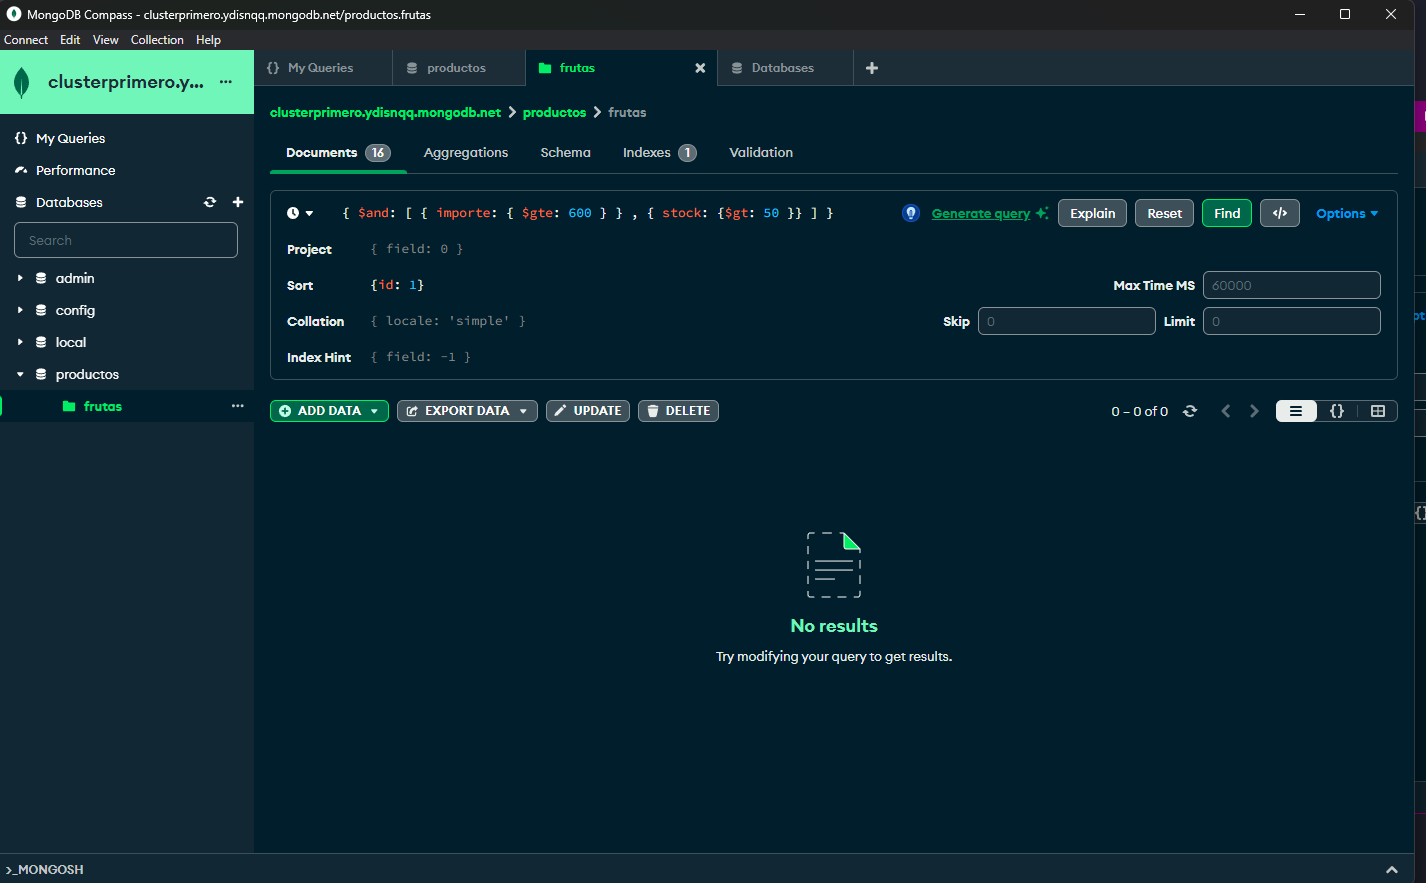 MongoDB Compass - clusterprimero.ydisnqq.mongodb.net/productos.frutas
Connect Edit View Collection Help
clusterprimero.y... ...
{} My Queries
productos
frutas
Databases
clusterprimero.ydisnqq.mongodb.net > productos > frutas
My Queries
Performance
Databases
Search
admin
config
local
productos
frutas ...
Documents 16 Aggregations Schema Indexes 1 Validation
{ $and: [ { importe: { $gte: 600 } } , { stock: {$gt: 50 }} ] }
Generate query Explain Reset Find </> Options
Project { field: 0 }
Sort {id: 1} Max Time MS 60000
Collation { locale: 'simple' } Skip 0 Limit 0
Index Hint { field: -1 }
ADD DATA EXPORT DATA UPDATE DELETE 0 – 0 of 0 {}
No results
Try modifying your query to get results.
>_MONGOSH